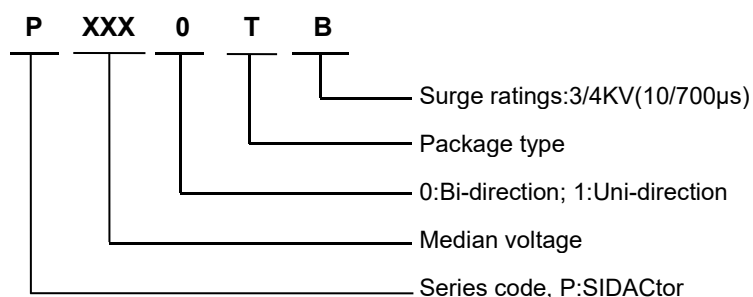 P XXX 0 T B
Surge ratings:3/4KV(10/700µs)
Package type
0:Bi-direction; 1:Uni-direction
Median voltage
Series code, P:SIDACtor